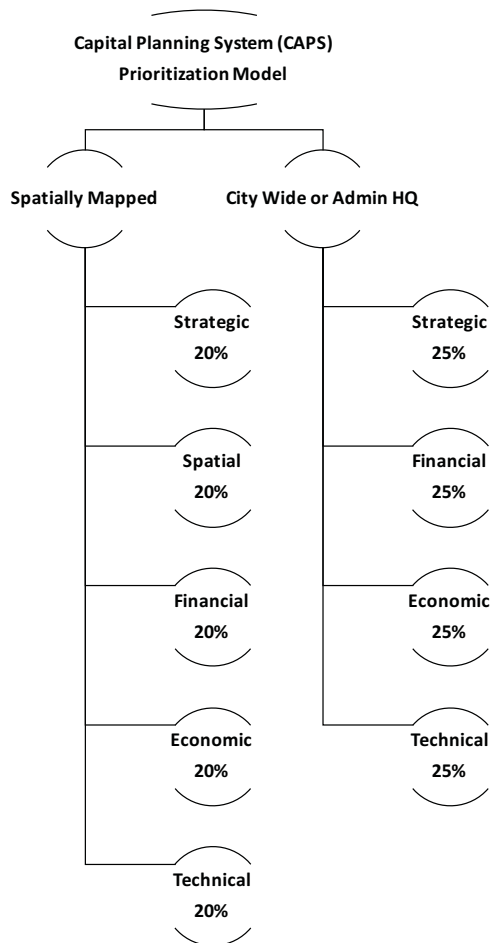 Capital Planning System (CAPS)
Prioritization Model
Spatially Mapped
City Wide or Admin HQ
Strategic
20%
Spatial
20%
Financial
20%
Economic
20%
Technical
20%
Strategic
25%
Financial
25%
Economic
25%
Technical
25%